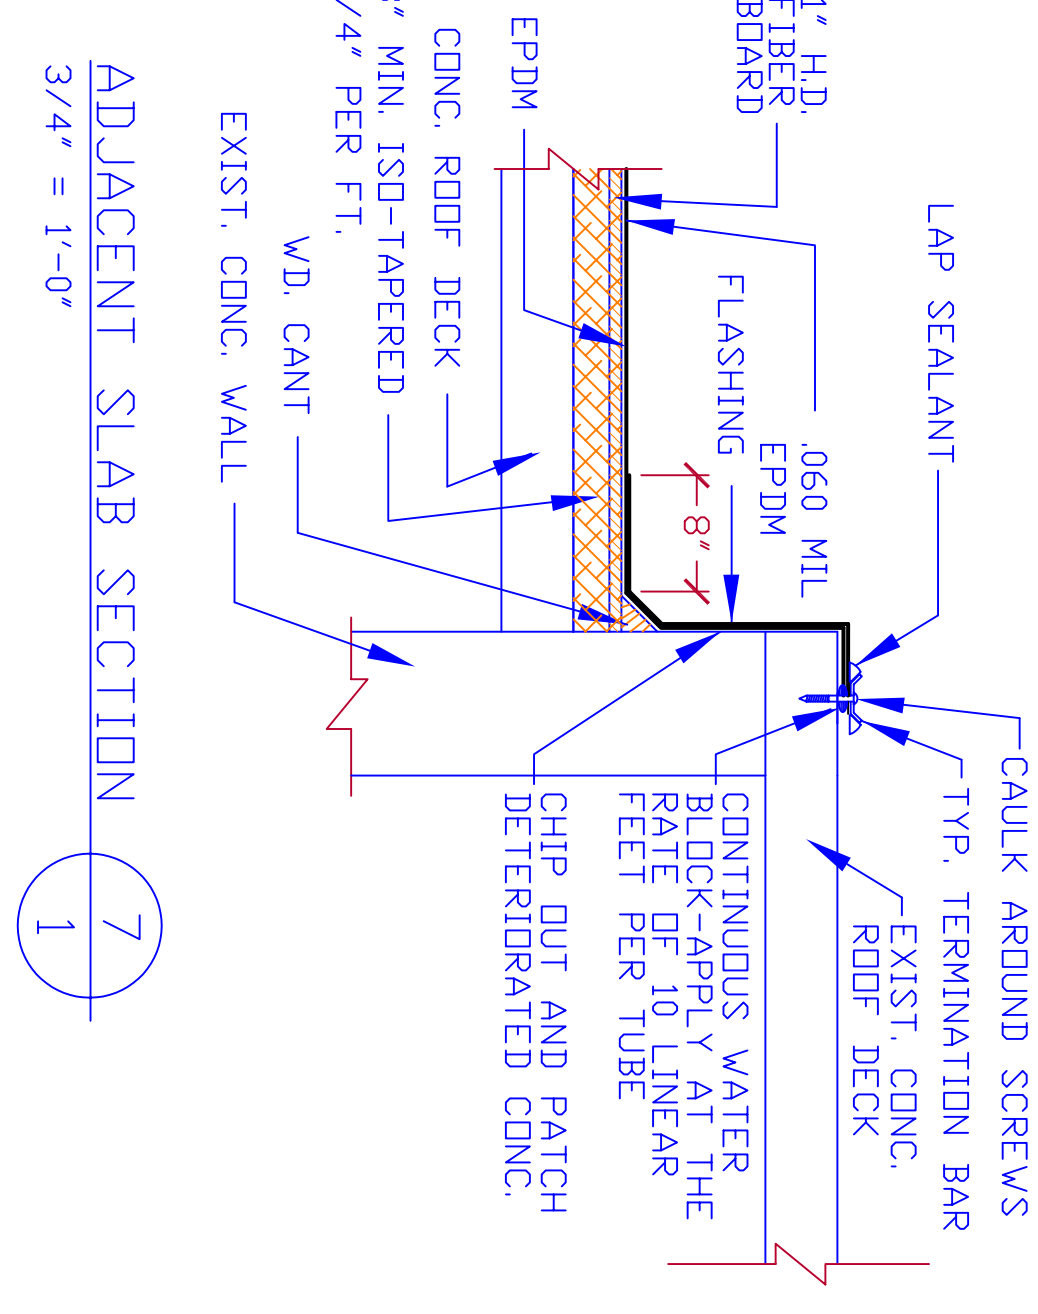 CAULK AROUND SCREWS
TYP. TERMINATION BAR
LAP SEALANT
EXIST. CONC.
ROOF DECK
1" H.D.
FIBER
BOARD
.060 MIL
EPDM
FLASHING
8"
CONTINUOUS WATER
BLOCK-APPLY AT THE
RATE OF 10 LINEAR
FEET PER TUBE
EPDM
CHIP OUT AND PATCH
DETERIORATED CONC.
CONC. ROOF DECK
" MIN. ISO-TAPERED
/4" PER FT.
WD. CANT
EXIST. CONC. WALL
ADJACENT SLAB SECTION
3/4" = 1'-0"
7
1